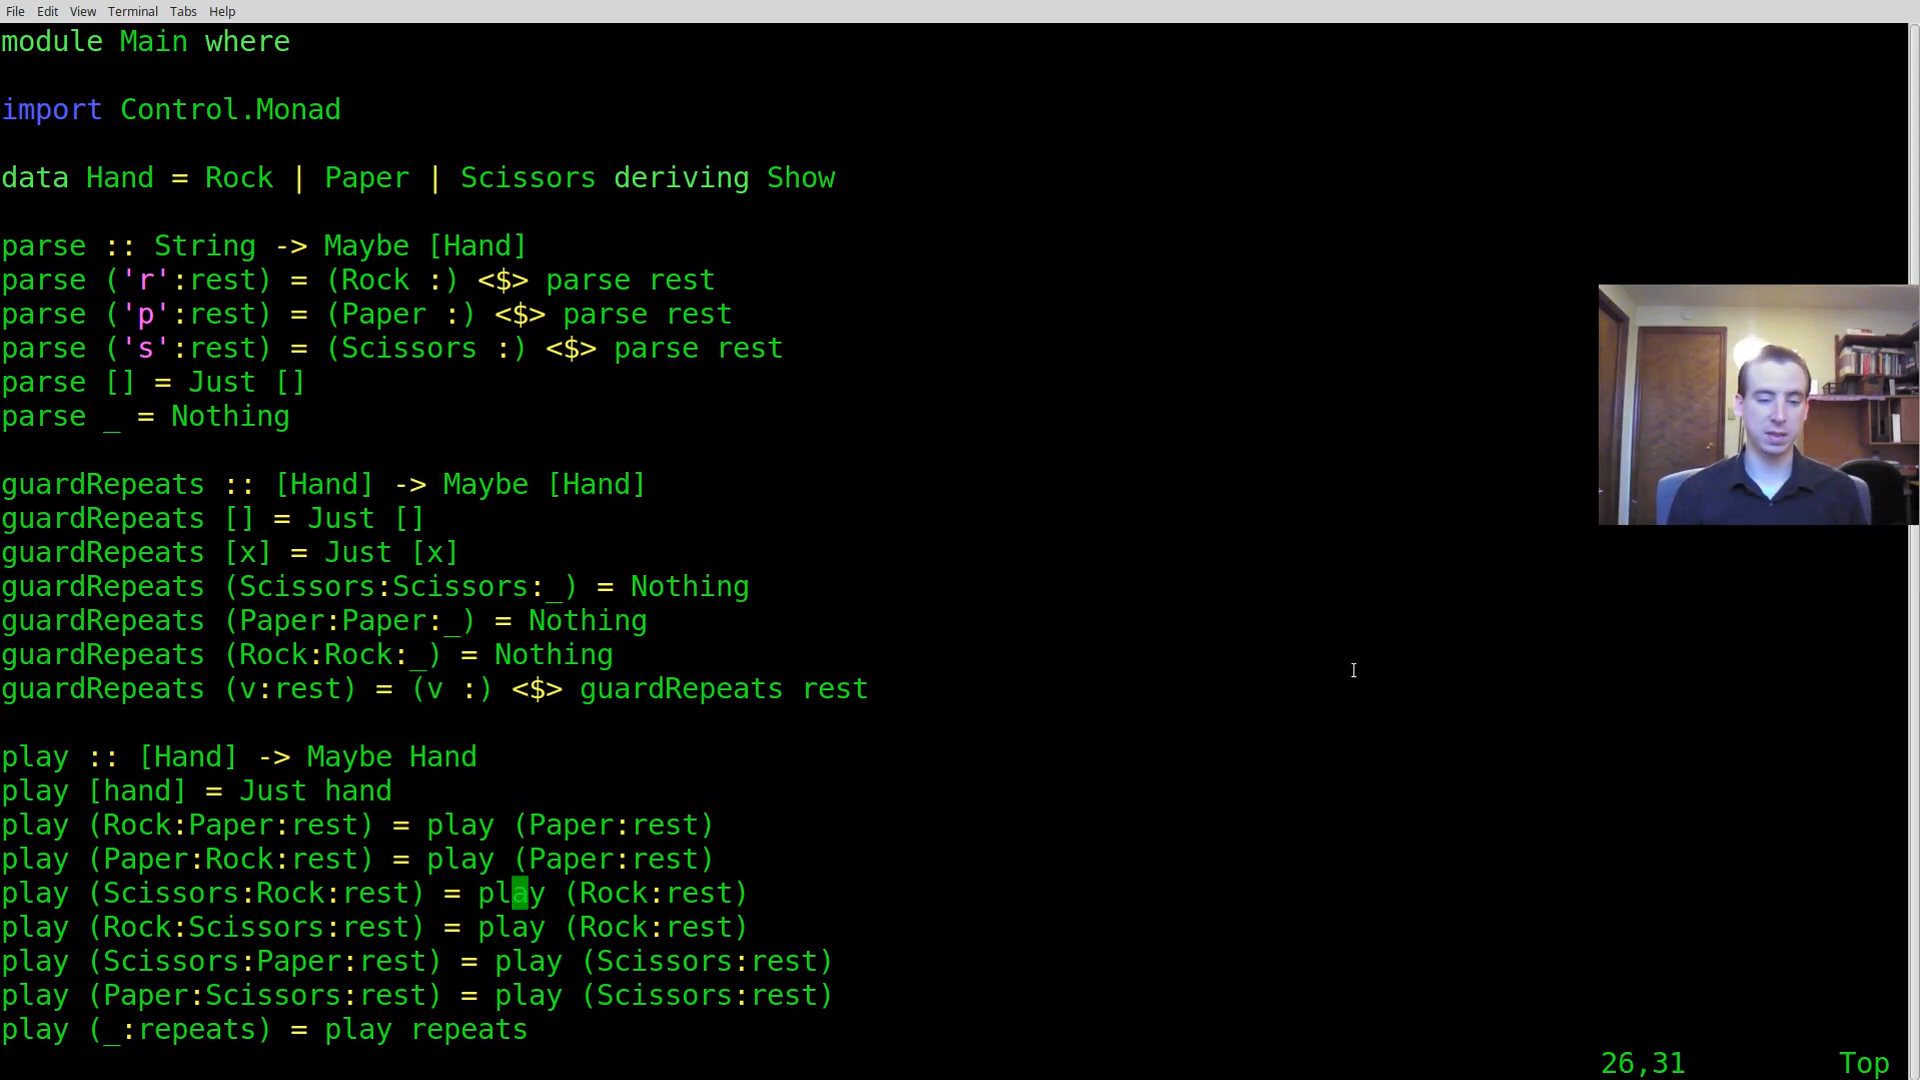 File Edit View Terminal Tabs Help
module Main where
import Control.Monad
data Hand = Rock | Paper | Scissors deriving Show
parse :: String -> Maybe [Hand]
parse ('r':rest) = (Rock :) <$> parse rest
parse ('p':rest) = (Paper :) <$> parse rest
parse ('s':rest) = (Scissors :) <$> parse rest
parse [] = Just []
parse _ = Nothing
guardRepeats :: [Hand] -> Maybe [Hand]
guardRepeats [] = Just []
guardRepeats [x] = Just [x]
guardRepeats (Scissors:Scissors:_) = Nothing
guardRepeats (Paper:Paper:_) = Nothing
guardRepeats (Rock:Rock:_) = Nothing
guardRepeats (v:rest) = (v :) <$> guardRepeats rest
play :: [Hand] -> Maybe Hand
play [hand] = Just hand
play (Rock:Paper:rest) = play (Paper:rest)
play (Paper:Rock:rest) = play (Paper:rest)
play (Scissors:Rock:rest) = play (Rock:rest)
play (Rock:Scissors:rest) = play (Rock:rest)
play (Scissors:Paper:rest) = play (Scissors:rest)
play (Paper:Scissors:rest) = play (Scissors:rest)
play (_:repeats) = play repeats
26,31 Top